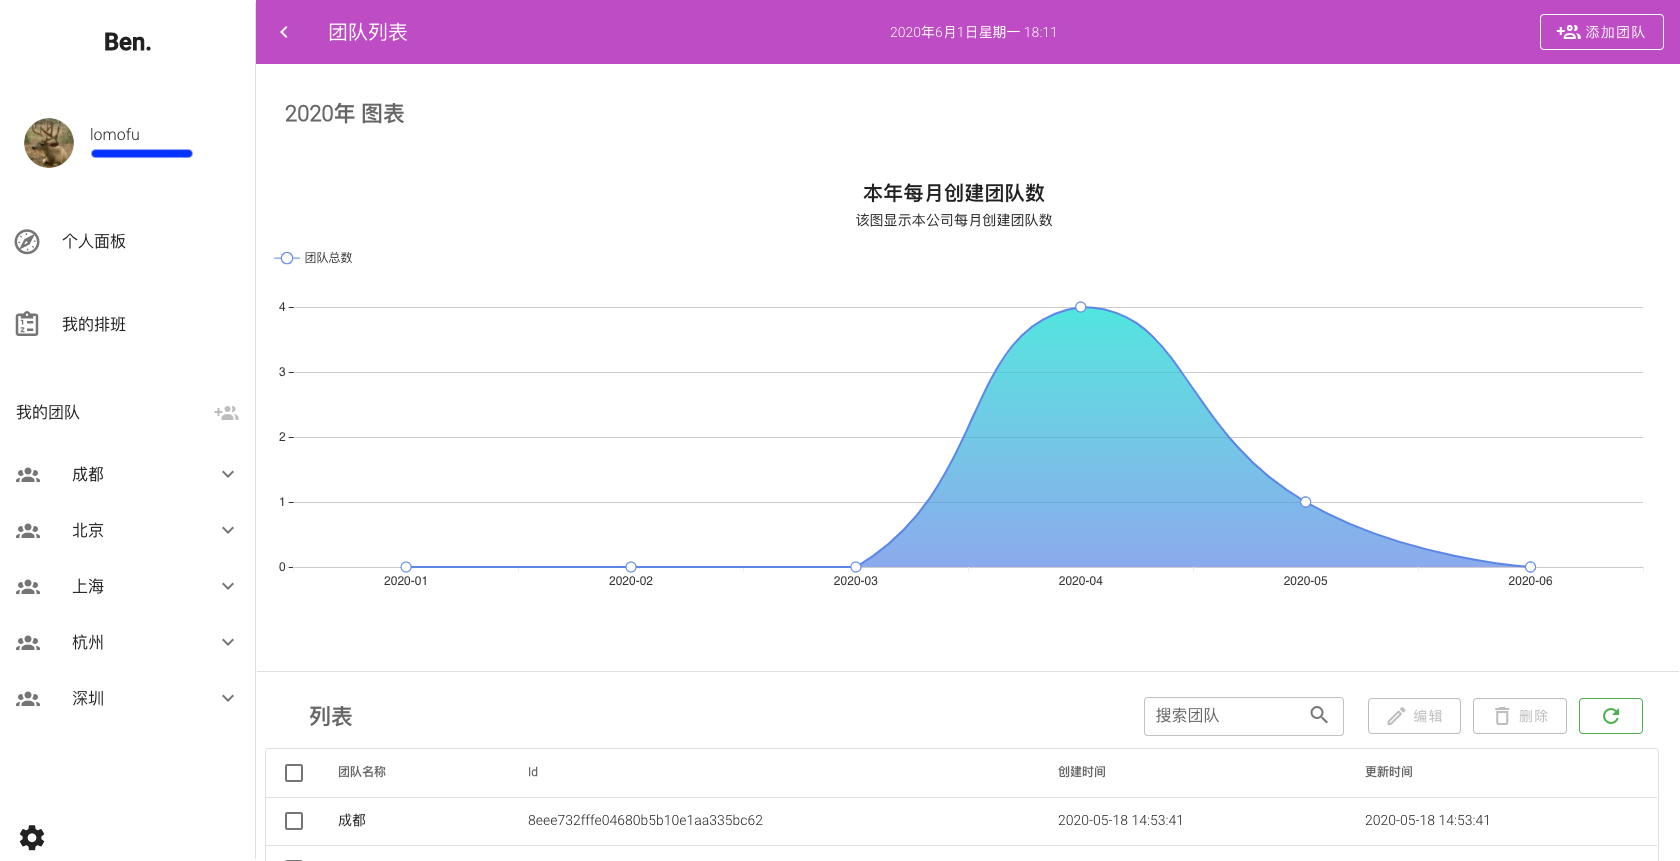 Ben.
lomofu
个人面板
我的排班
我的团队
成都
北京
上海
杭州
深圳
团队列表
2020年6月1日星期一 18:11
添加团队
2020年 图表
本年每月创建团队数
该图显示本公司每月创建团队数
团队总数
4
3
2
1
0
2020-01 2020-02 2020-03 2020-04 2020-05 2020-06
列表
搜索团队
编辑
删除
团队名称 Id 创建时间 更新时间
成都 8eee732fffe04680b5b10e1aa335bc62 2020-05-18 14:53:41 2020-05-18 14:53:41